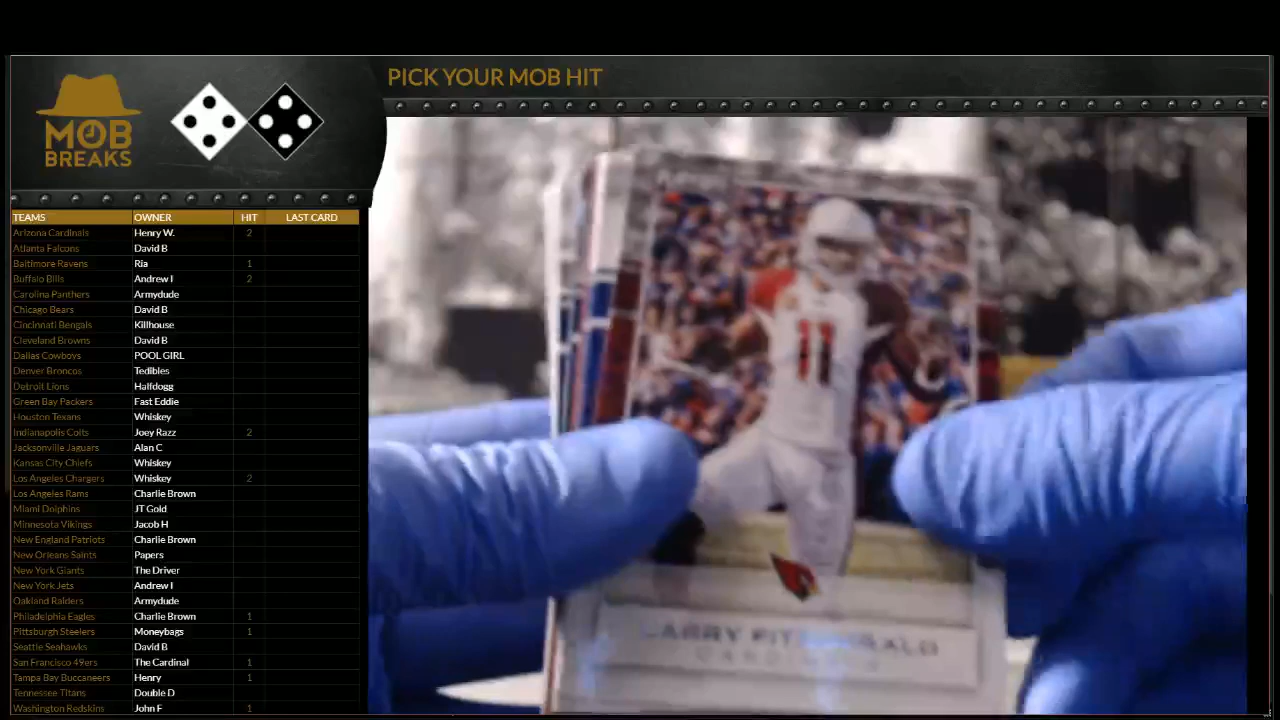 PICK YOUR MOB HIT
MOB
BREAKS
TEAMS OWNER HIT LAST CARD
Arizona Cardinals Henry W. 2
Atlanta Falcons David B
Baltimore Ravens Ria 1
Buffalo Bills Andrew I 2
Carolina Panthers Armydude
Chicago Bears David B
Cincinnati Bengals Killhouse
Cleveland Browns David B
Dallas Cowboys POOL GIRL
Denver Broncos Tedibles
Detroit Lions Halfdogg
Green Bay Packers Fast Eddie
Houston Texans Whiskey
Indianapolis Colts Joey Razz 2
Jacksonville Jaguars Alan C
Kansas City Chiefs Whiskey
Los Angeles Chargers Whiskey 2
Los Angeles Rams Charlie Brown
Miami Dolphins JT Gold
Minnesota Vikings Jacob H
New England Patriots Charlie Brown
New Orleans Saints Papers
New York Giants The Driver
New York Jets Andrew I
Oakland Raiders Armydude
Philadelphia Eagles Charlie Brown 1
Pittsburgh Steelers Moneybags 1
Seattle Seahawks David B
San Francisco 49ers The Cardinal 1
Tampa Bay Buccaneers Henry 1
Tennessee Titans Double D
Washington Redskins John F 1
11
LARRY FITZGERALD
CARDINALS